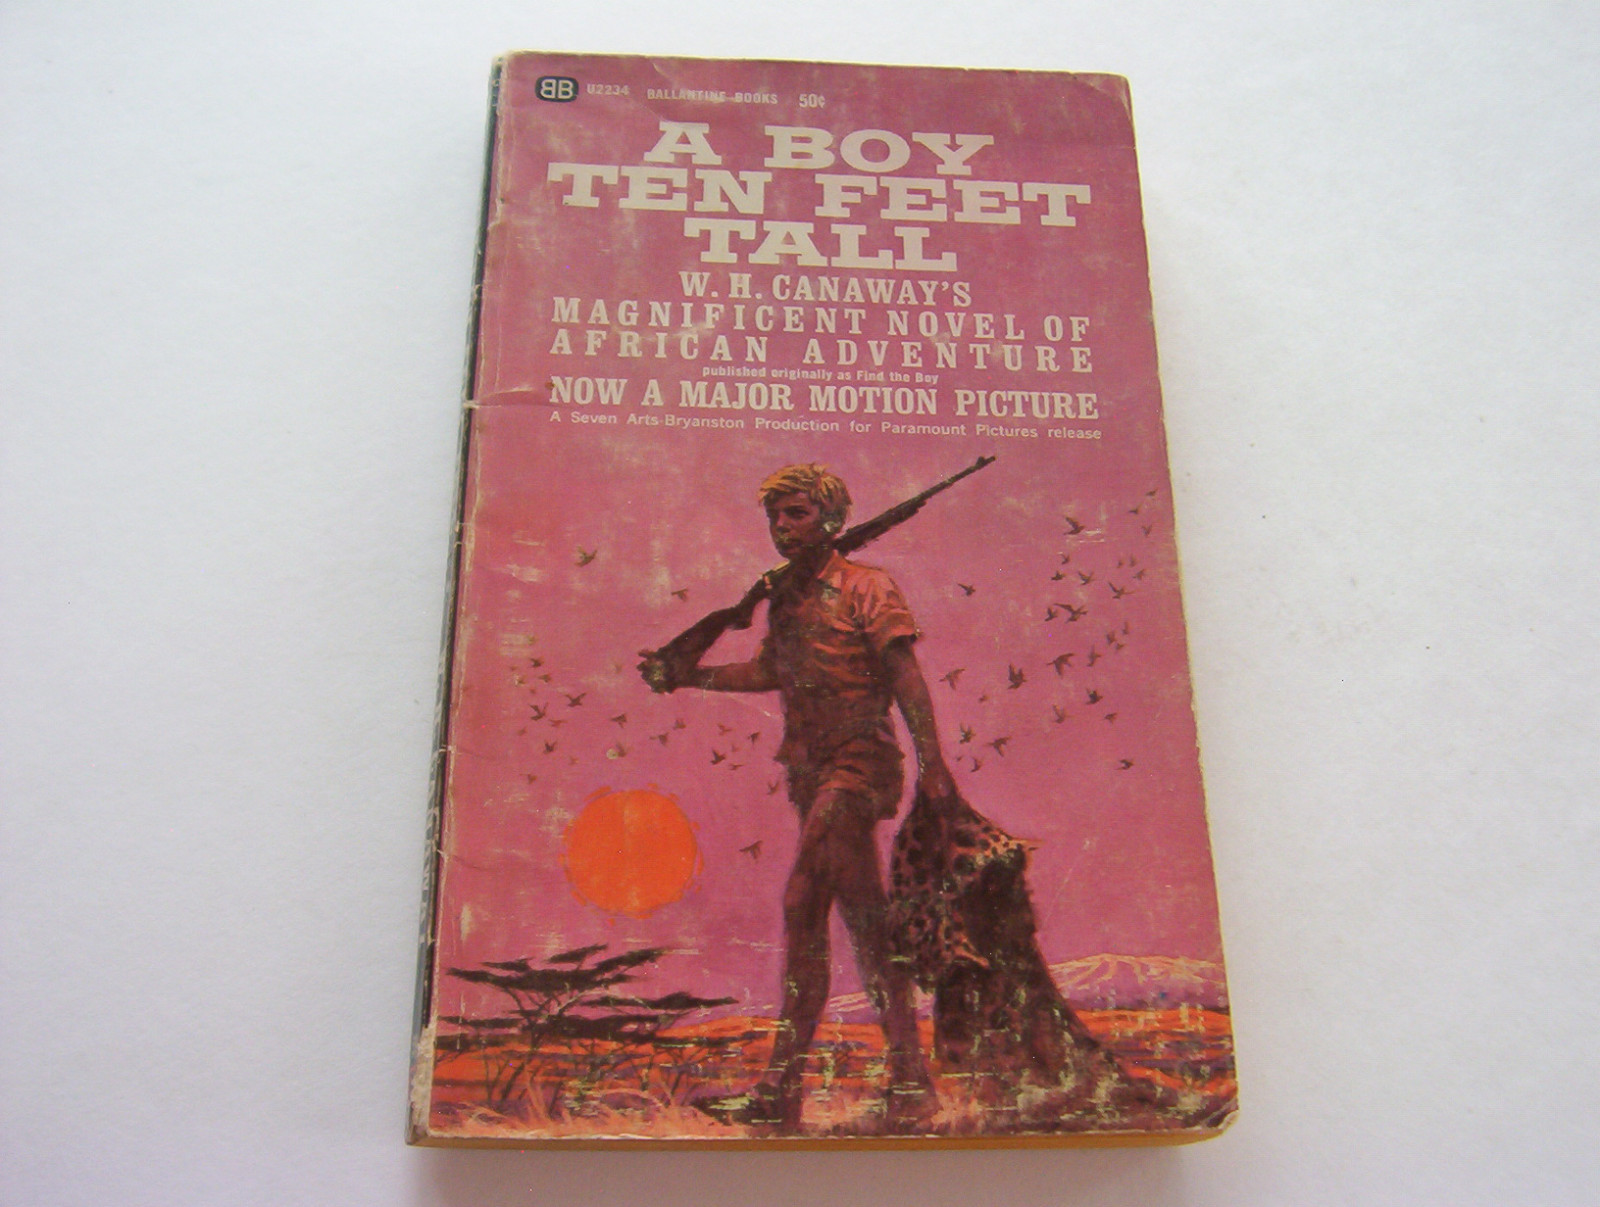 BB U2234 BALLANTINE BOOKS 50¢
A BOY
TEN FEET
TALL
W. H. CANAWAY'S
MAGNIFICENT NOVEL OF
AFRICAN ADVENTURE
published originally as Find the Boy
NOW A MAJOR MOTION PICTURE
A Seven Arts-Bryanston Production for Paramount Pictures release